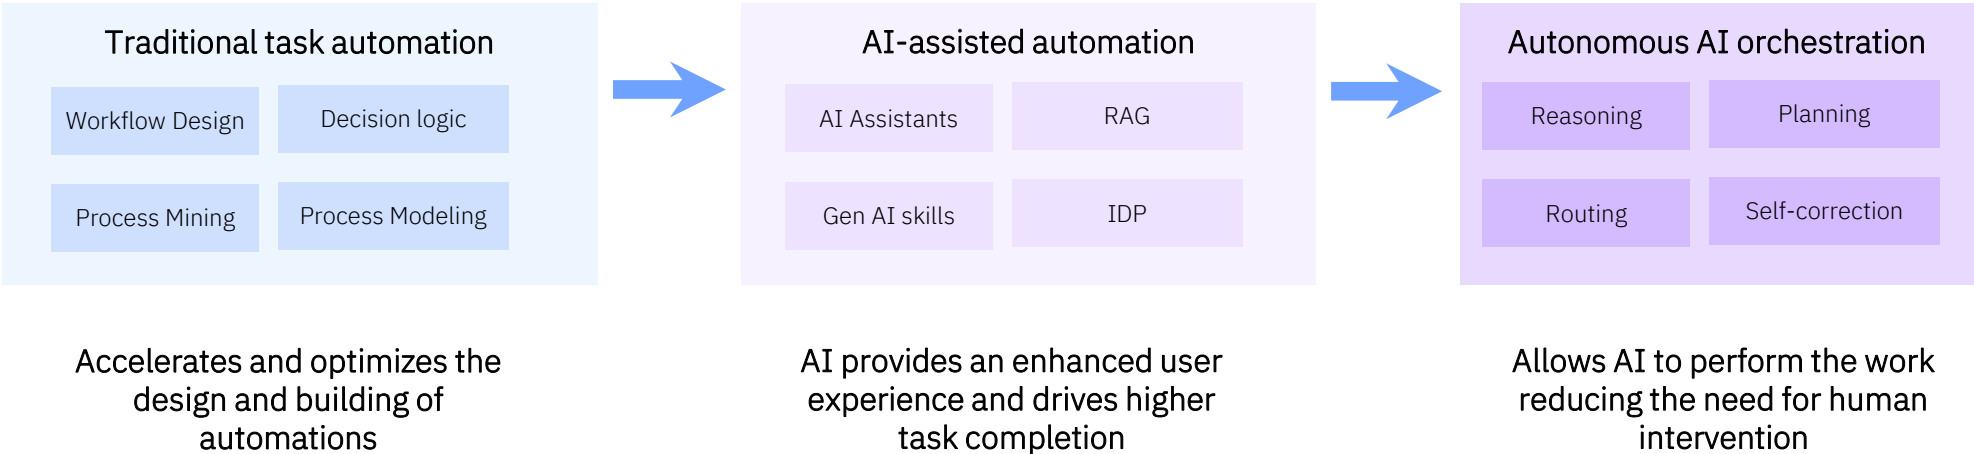 Traditional task automation
Workflow Design
Decision logic
Process Mining
Process Modeling
Accelerates and optimizes the
design and building of
automations
AI-assisted automation
AI Assistants
RAG
Gen AI skills
IDP
AI provides an enhanced user
experience and drives higher
task completion
Autonomous AI orchestration
Reasoning
Planning
Routing
Self-correction
Allows AI to perform the work
reducing the need for human
intervention